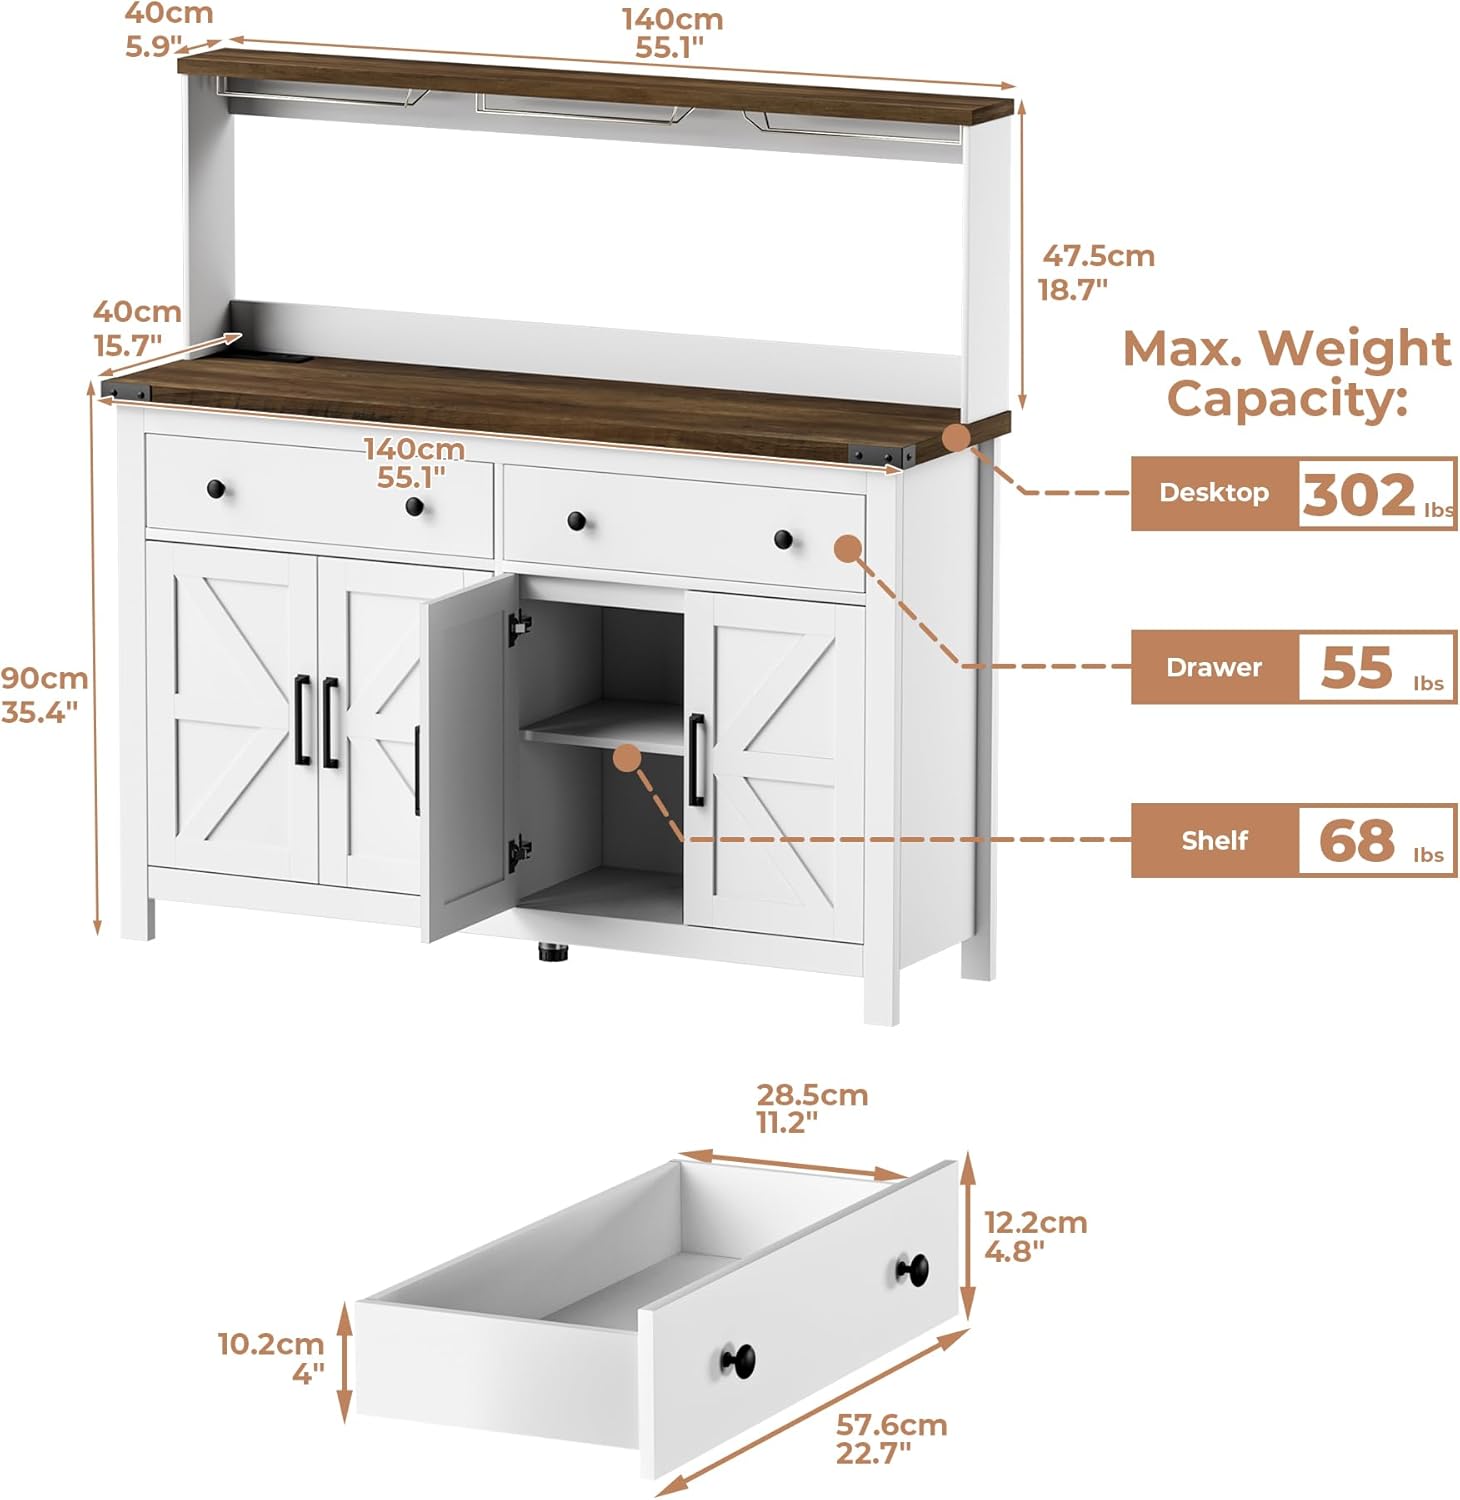 40cm
5.9"
140cm
55.1"
47.5cm
18.7"
40cm
15.7"
140cm
55.1"
90cm
35.4"
Max. Weight
Capacity:
Desktop 302 lbs
Drawer 55 lbs
Shelf 68 lbs
28.5cm
11.2"
12.2cm
4.8"
10.2cm
4"
57.6cm
22.7"